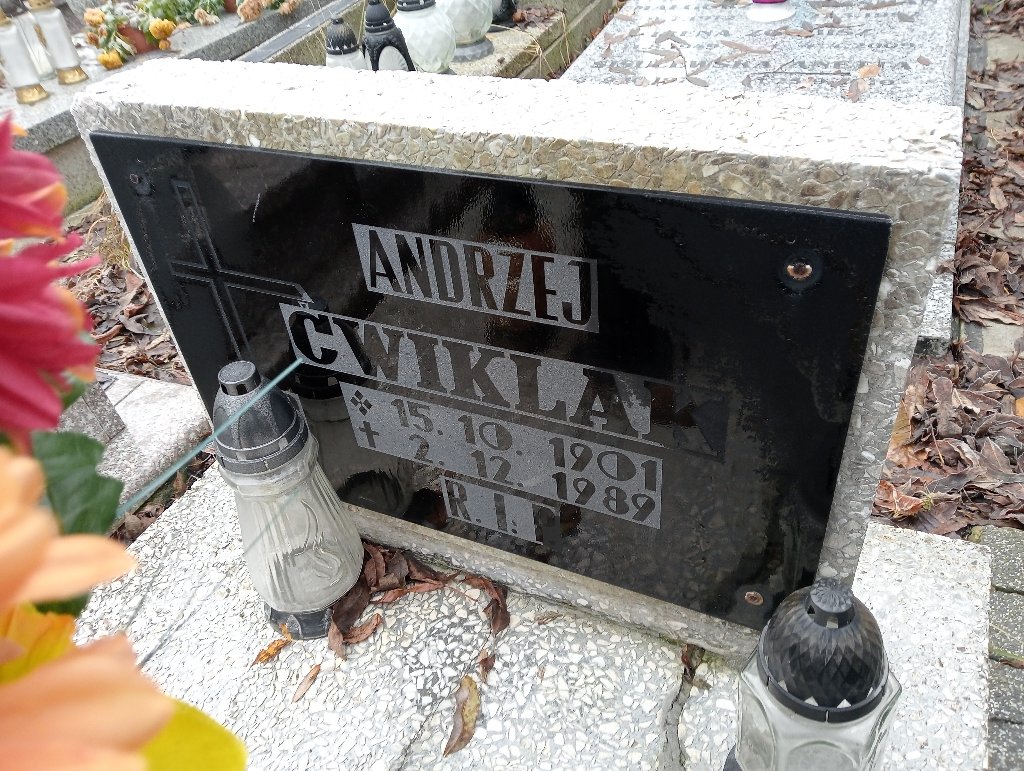 ANDRZEJ
ĆWIKLAK
❖ 15. 10. 1901
✝ 2. 12. 1989
R. I. P.